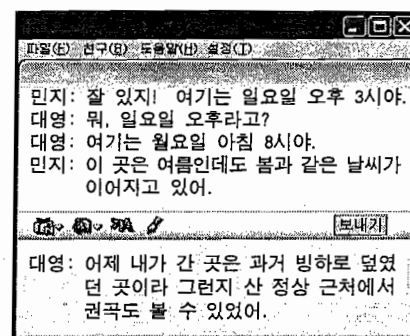 파일(F) 친구(B) 도움말(H) 설정(T)
민지: 잘 있지! 여기는 일요일 오후 3시야.
대영: 뭐, 일요일 오후라고?
대영: 여기는 월요일 아침 8시야.
민지: 이 곳은 여름인데도 봄과 같은 날씨가
이어지고 있어.
보내기
대영: 어제 내가 간 곳은 과거 빙하로 덮였
던 곳이라 그런지 산 정상 근처에서
권곡도 볼 수 있었어.